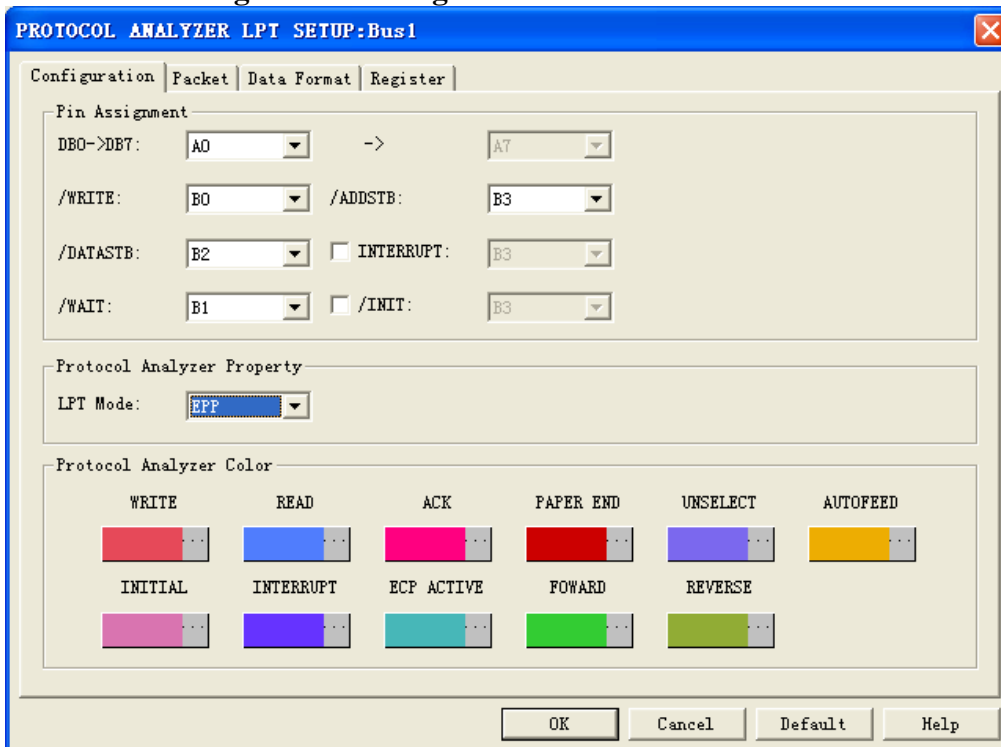 PROTOCOL ANALYZER LPT SETUP:Bus1
Configuration Packet Data Format Register
Pin Assignment
DB0->DB7: A0 -> A7
/WRITE: B0 /ADDSTB: B3
/DATASTB: B2 INTERRUPT: B3
/WAIT: B1 /INIT: B3
Protocol Analyzer Property
LPT Mode: EPP
Protocol Analyzer Color
WRITE READ ACK PAPER END UNSELECT AUTOFEED
... ... ... ... ... ...
INITIAL INTERRUPT ECP ACTIVE FOWARD REVERSE
... ... ... ... ...
OK Cancel Default Help